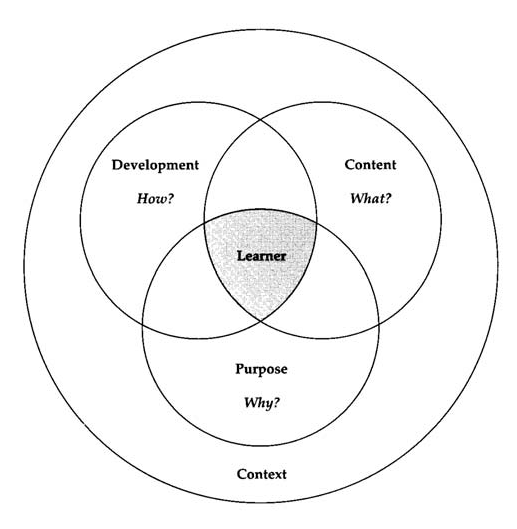 Development
How?
Content
What?
Learner
Purpose
Why?
Context